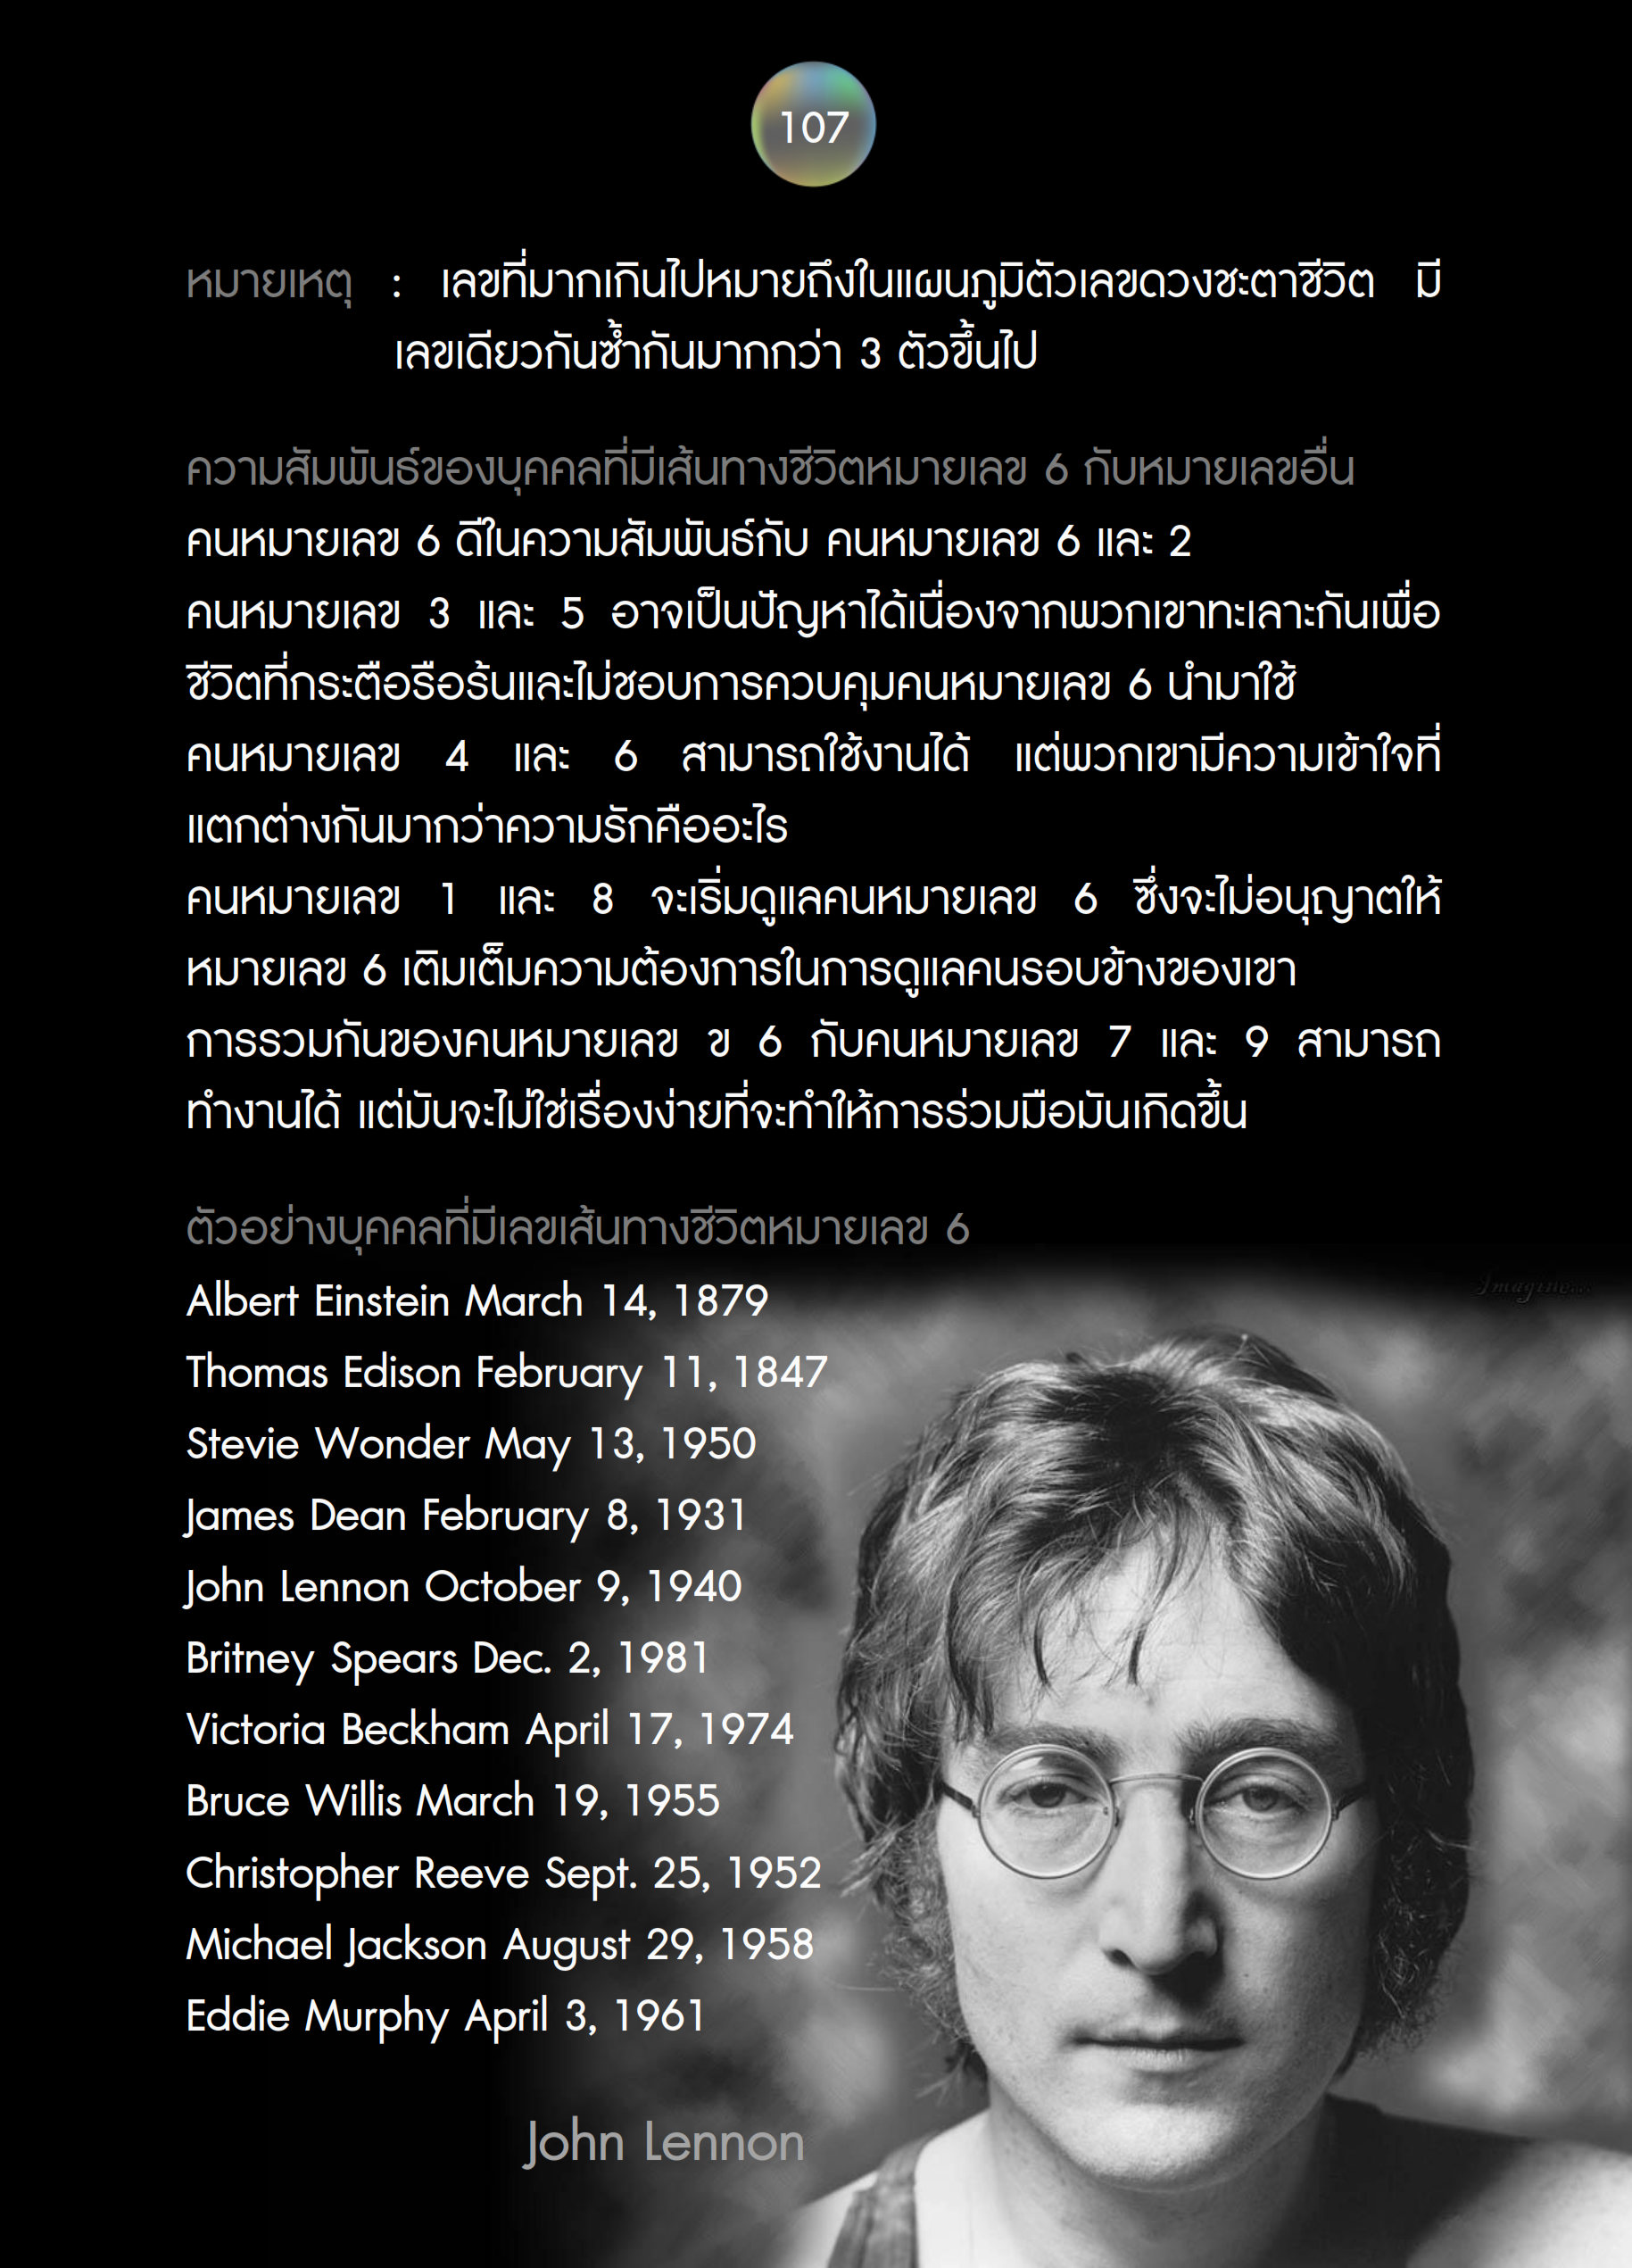 107
หมายเหตุ : เลขที่มากเกินไปหมายถึงในแผนภูมิตัวเลขดวงชะตาชีวิต มี
เลขเดียวกันซ้ำกันมากกว่า 3 ตัวขึ้นไป
ความสัมพันธ์ของบุคคลที่มีเส้นทางชีวิตหมายเลข 6 กับหมายเลขอื่น
คนหมายเลข 6 ดีในความสัมพันธ์กับ คนหมายเลข 6 และ 2
คนหมายเลข 3 และ 5 อาจเป็นปัญหาได้เนื่องจากพวกเขาทะเลาะกันเพื่อ
ชีวิตที่กระตือรือร้นและไม่ชอบการควบคุมคนหมายเลข 6 นำมาใช้
คนหมายเลข 4 และ 6 สามารถใช้งานได้ แต่พวกเขามีความเข้าใจที่
แตกต่างกันมากว่าความรักคืออะไร
คนหมายเลข 1 และ 8 จะเริ่มดูแลคนหมายเลข 6 ซึ่งจะไม่อนุญาตให้
หมายเลข 6 เติมเต็มความต้องการในการดูแลคนรอบข้างของเขา
การรวมกันของคนหมายเลข ข 6 กับคนหมายเลข 7 และ 9 สามารถ
ทำงานได้ แต่มันจะไม่ใช่เรื่องง่ายที่จะทำให้การร่วมมือมันเกิดขึ้น
ตัวอย่างบุคคลที่มีเลขเส้นทางชีวิตหมายเลข 6
Imagine...
Albert Einstein March 14, 1879
Thomas Edison February 11, 1847
Stevie Wonder May 13, 1950
James Dean February 8, 1931
John Lennon October 9, 1940
Britney Spears Dec. 2, 1981
Victoria Beckham April 17, 1974
Bruce Willis March 19, 1955
Christopher Reeve Sept. 25, 1952
Michael Jackson August 29, 1958
Eddie Murphy April 3, 1961
John Lennon